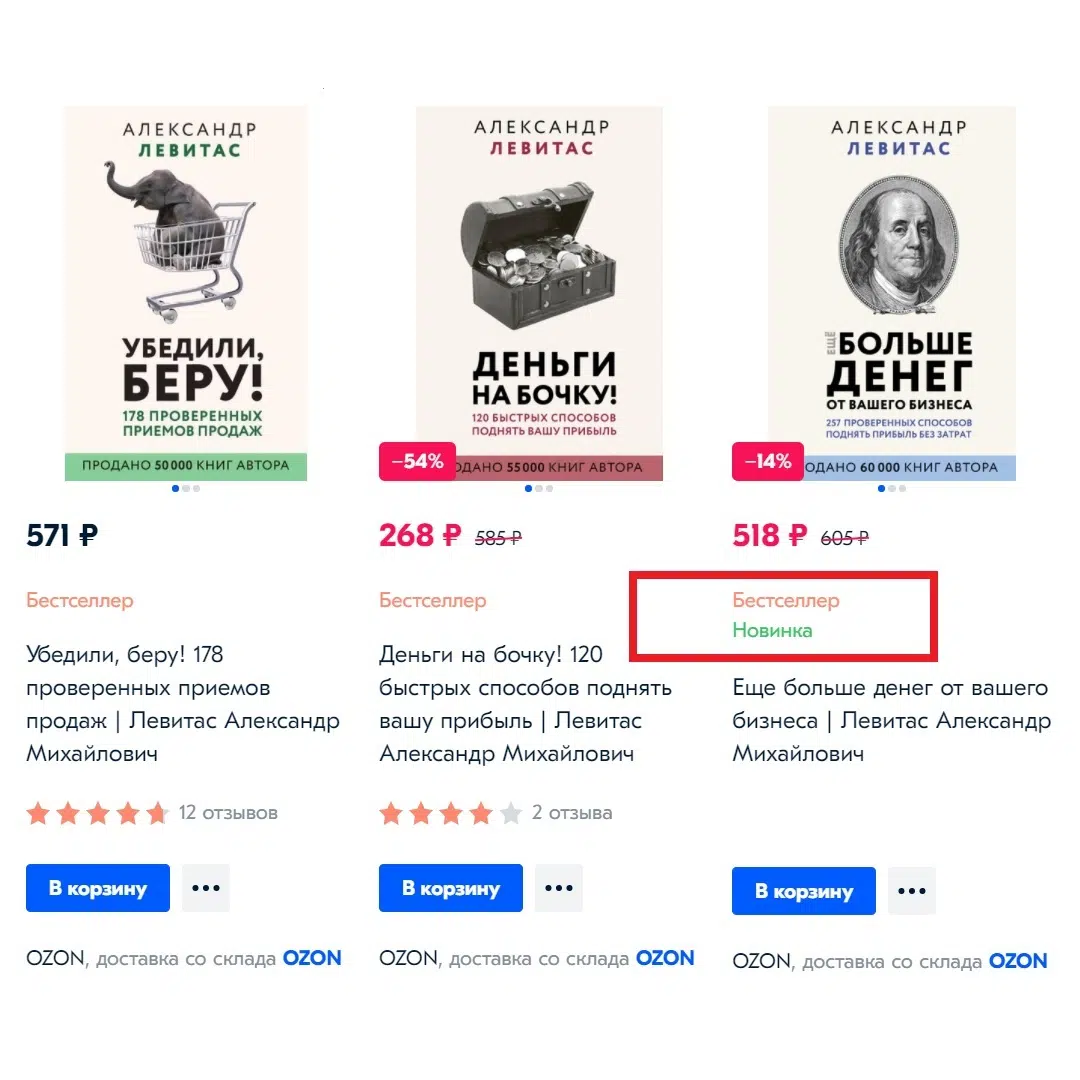 АЛЕКСАНДР
ЛЕВИТАС
УБЕДИЛИ,
БЕРУ!
178 ПРОВЕРЕННЫХ
ПРИЕМОВ ПРОДАЖ
ПРОДАНО 50 000 КНИГ АВТОРА
571 ₽
Бестселлер
Убедили, беру! 178
проверенных приемов
продаж | Левитас Александр
Михайлович
12 отзывов
В корзину
OZON, доставка со склада OZON
АЛЕКСАНДР
ЛЕВИТАС
ДЕНЬГИ
НА БОЧКУ!
120 БЫСТРЫХ СПОСОБОВ
ПОДНЯТЬ ВАШУ ПРИБЫЛЬ
–54%
ОДАНО 55 000 КНИГ АВТОРА
268 ₽ 585 ₽
Бестселлер
Деньги на бочку! 120
быстрых способов поднять
вашу прибыль | Левитас
Александр Михайлович
2 отзыва
В корзину
OZON, доставка со склада OZON
АЛЕКСАНДР
ЛЕВИТАС
ЕЩЁ
БОЛЬШЕ
ДЕНЕГ
ОТ ВАШЕГО БИЗНЕСА
257 ПРОВЕРЕННЫХ СПОСОБОВ
ПОДНЯТЬ ПРИБЫЛЬ БЕЗ ЗАТРАТ
–14%
ОДАНО 60 000 КНИГ АВТОРА
518 ₽ 605 ₽
Бестселлер
Новинка
Еще больше денег от вашего
бизнеса | Левитас Александр
Михайлович
В корзину
OZON, доставка со склада OZON